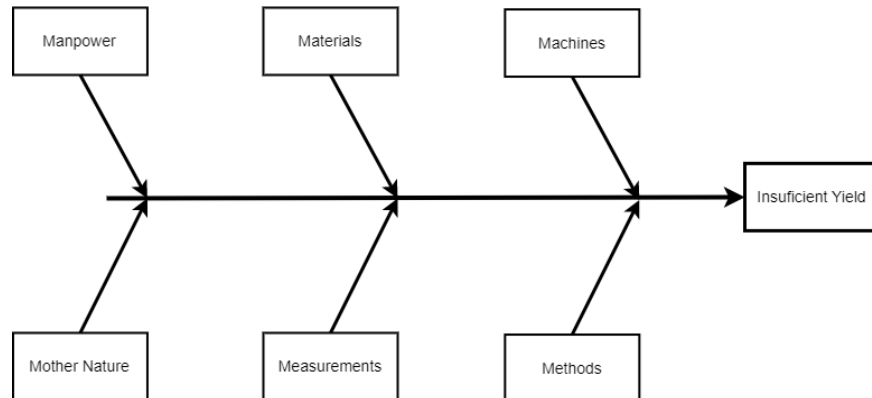 Manpower
Materials
Machines
Insuficient Yield
Mother Nature
Measurements
Methods